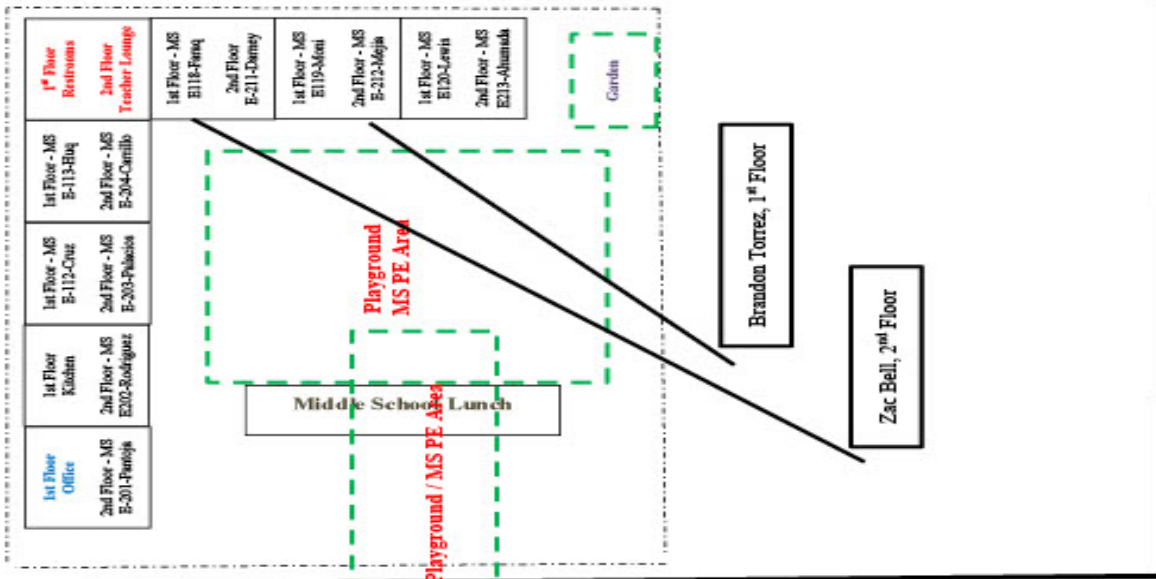 1st Floor
Restrooms
2nd Floor
Teacher Lounge
1st Floor - MS
E118-Faruq
2nd Floor
E-211-Darney
1st Floor - MS
E119-Moni
2nd Floor - MS
E-212-Mejia
1st Floor - MS
E120-Lewis
2nd Floor - MS
E213-Ahumada
Garden
1st Floor - MS
E-113-Huq
2nd Floor - MS
E-204-Carrillo
1st Floor - MS
E-112-Cruz
2nd Floor - MS
E-203-Palacios
1st Floor
Kitchen
2nd Floor - MS
E202-Rodriguez
1st Floor
Office
2nd Floor - MS
E-201-Pantoja
Playground
MS PE Area
Middle School Lunch
Playground / MS PE Area
Brandon Torrez, 1st Floor
Zac Bell, 2nd Floor